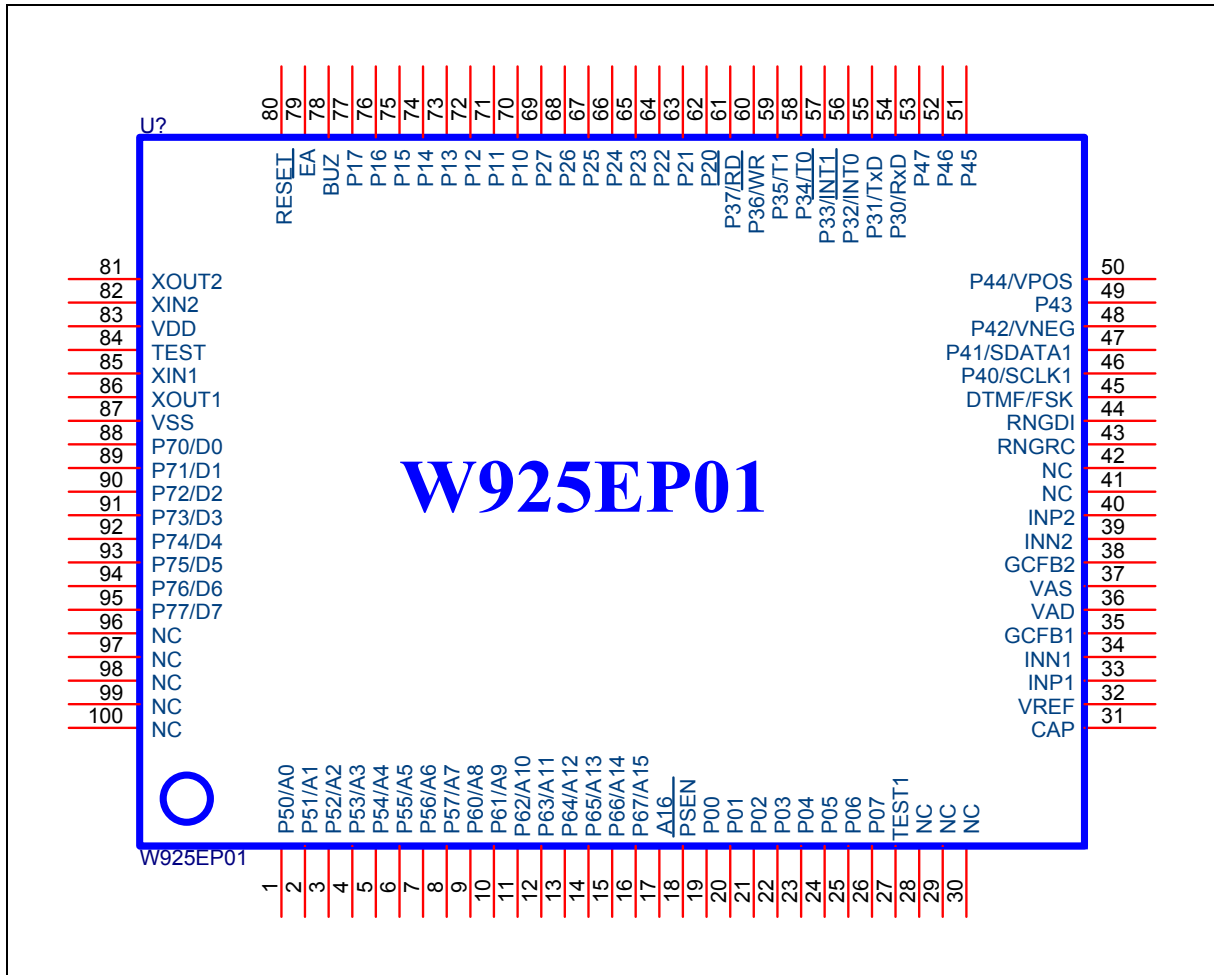 80
79
78
77
76
75
74
73
72
71
70
69
68
67
66
65
64
63
62
61
60
59
58
57
56
55
54
53
52
51
U?
RESET
EA
BUZ
P17
P16
P15
P14
P13
P12
P11
P10
P27
P26
P25
P24
P23
P22
P21
P20
P37/RD
P36/WR
P35/T1
P34/T0
P33/INT1
P32/INT0
P31/TxD
P30/RxD
P47
P46
P45
81 XOUT2
82 XIN2
83 VDD
84 TEST
85 XIN1
86 XOUT1
87 VSS
88 P70/D0
89 P71/D1
90 P72/D2
91 P73/D3
92 P74/D4
93 P75/D5
94 P76/D6
95 P77/D7
96 NC
97 NC
98 NC
99 NC
100 NC
W925EP01
P44/VPOS 50
P43 49
P42/VNEG 48
P41/SDATA1 47
P40/SCLK1 46
DTMF/FSK 45
RNGDI 44
RNGRC 43
NC 42
NC 41
INP2 40
INN2 39
GCFB2 38
VAS 37
VAD 36
GCFB1 35
INN1 34
INP1 33
VREF 32
CAP 31
P50/A0
P51/A1
P52/A2
P53/A3
P54/A4
P55/A5
P56/A6
P57/A7
P60/A8
P61/A9
P62/A10
P63/A11
P64/A12
P65/A13
P66/A14
P67/A15
A16
PSEN
P00
P01
P02
P03
P04
P05
P06
P07
TEST1
NC
NC
NC
W925EP01
1
2
3
4
5
6
7
8
9
10
11
12
13
14
15
16
17
18
19
20
21
22
23
24
25
26
27
28
29
30